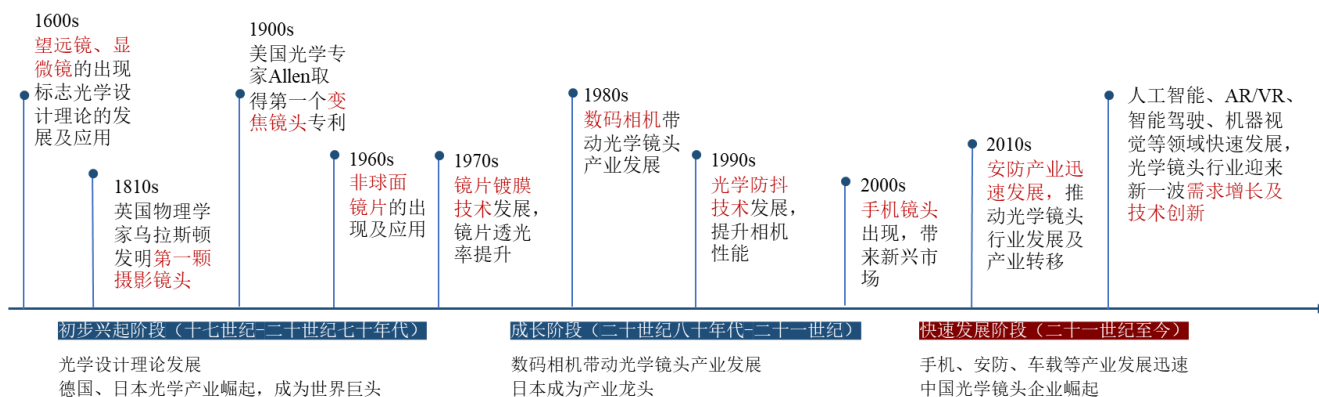 1600s
望远镜、显
微镜的出现
标志光学设
计理论的发
展及应用
1810s
英国物理学
家乌拉斯顿
发明第一颗
摄影镜头
1900s
美国光学专
家Allen取
得第一个变
焦镜头专利
1960s
非球面
镜片的出
现及应用
1970s
镜片镀膜
技术发展，
镜片透光
率提升
1980s
数码相机带
动光学镜头
产业发展
1990s
光学防抖
技术发展，
提升相机
性能
2000s
手机镜头
出现，带
来新兴市
场
2010s
安防产业迅
速发展，推
动光学镜头
行业发展及
产业转移
人工智能、AR/VR、
智能驾驶、机器视
觉等领域快速发展，
光学镜头行业迎来
新一波需求增长及
技术创新
初步兴起阶段（十七世纪-二十世纪七十年代）
光学设计理论发展
德国、日本光学产业崛起，成为世界巨头
成长阶段（二十世纪八十年代-二十一世纪）
数码相机带动光学镜头产业发展
日本成为产业龙头
快速发展阶段（二十一世纪至今）
手机、安防、车载等产业发展迅速
中国光学镜头企业崛起